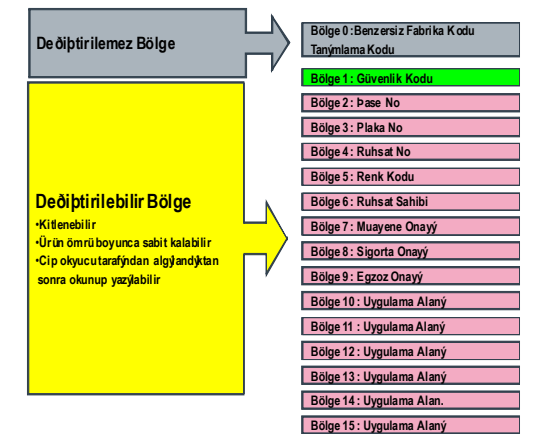 Deðiþtirilemez Bölge
Bölge 0 :Benzersiz Fabrika Kodu
Tanýmlama Kodu
Bölge 1 : Güvenlik Kodu
Bölge 2 : Þase No
Bölge 3 : Plaka No
Bölge 4 : Ruhsat No
Bölge 5 : Renk Kodu
Bölge 6 : Ruhsat Sahibi
Bölge 7 : Muayene Onayý
Bölge 8 : Sigorta Onayý
Bölge 9 : Egzoz Onayý
Bölge 10 : Uygulama Alaný
Bölge 11 : Uygulama Alaný
Bölge 12 : Uygulama Alaný
Bölge 13 : Uygulama Alaný
Bölge 14 : Uygulama Alan.
Bölge 15 : Uygulama Alaný
Deðiþtirilebilir Bölge
•Kitlenebilir
•Ürün ömrü boyunca sabit kalabilir
•Cip okyucu tarafýndan algýlandýktan
sonra okunup yazýlabilir